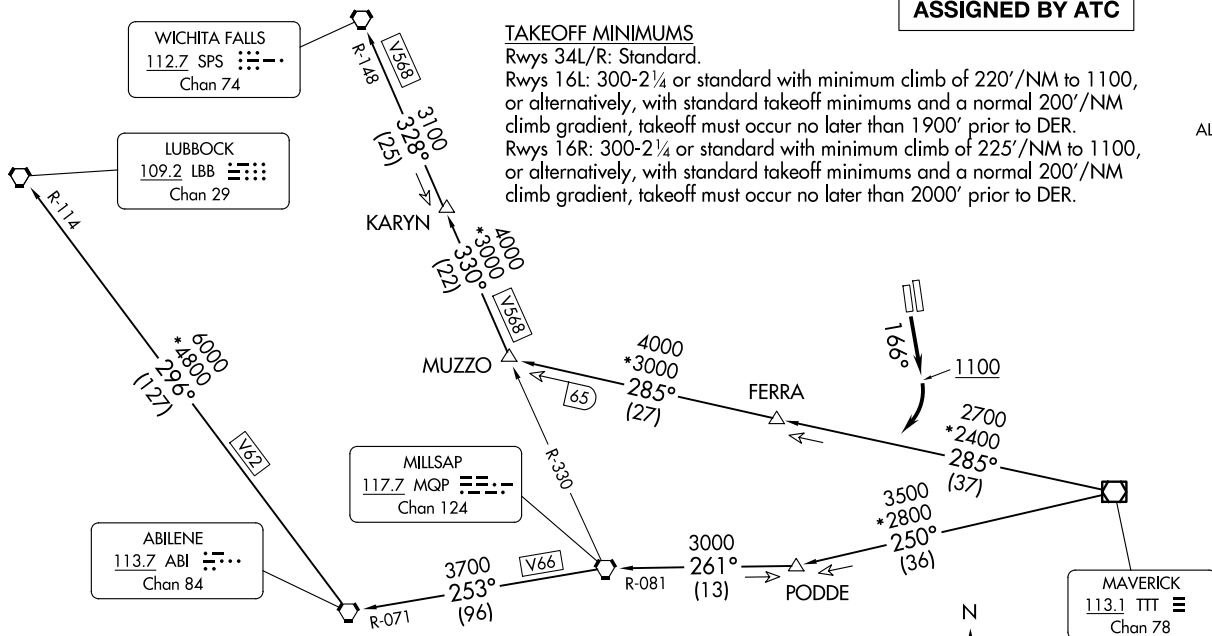 ASSIGNED BY ATC
WICHITA FALLS
112.7 SPS
Chan 74
TAKEOFF MINIMUMS
Rwys 34L/R: Standard.
Rwys 16L: 300-2¼ or standard with minimum climb of 220'/NM to 1100,
or alternatively, with standard takeoff minimums and a normal 200'/NM
climb gradient, takeoff must occur no later than 1900' prior to DER.
Rwys 16R: 300-2¼ or standard with minimum climb of 225'/NM to 1100,
or alternatively, with standard takeoff minimums and a normal 200'/NM
climb gradient, takeoff must occur no later than 2000' prior to DER.
AL
R-148
V568
3100
328°
(25)
LUBBOCK
109.2 LBB
Chan 29
R-114
KARYN
4000
*3000
330°
(22)
V568
6000
*4800
296°
(127)
V62
MUZZO
65
4000
*3000
285°
(27)
FERRA
166°
1100
2700
*2400
285°
(37)
R-330
MILLSAP
117.7 MQP
Chan 124
3500
*2800
250°
(36)
ABILENE
113.7 ABI
Chan 84
R-071
3700
253°
(96)
V66
R-081
3000
261°
(13)
PODDE
N
MAVERICK
113.1 TTT
Chan 78